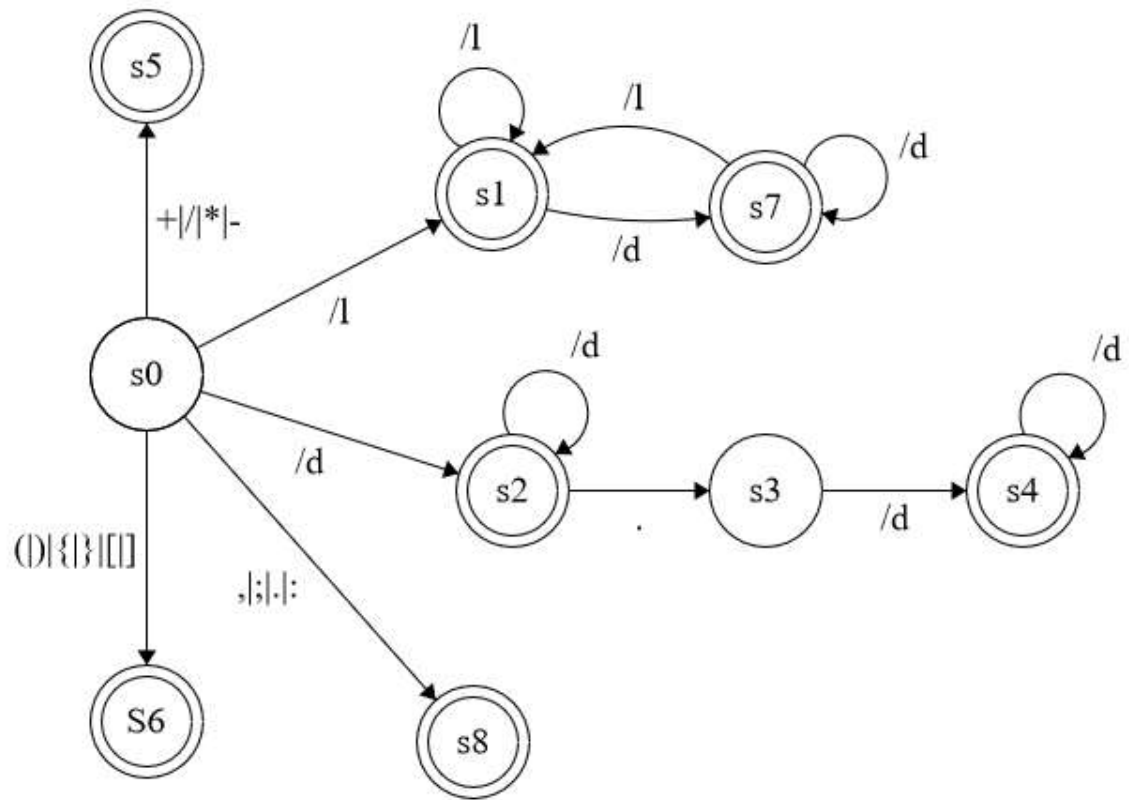 s5
/l
/l
/d
s1
s7
+|/|*|-
/d
/l
s0
/d
/d
/d
s2
s3
s4
.
/d
(|)|{|}|[|]
,|;|.|:
S6
s8